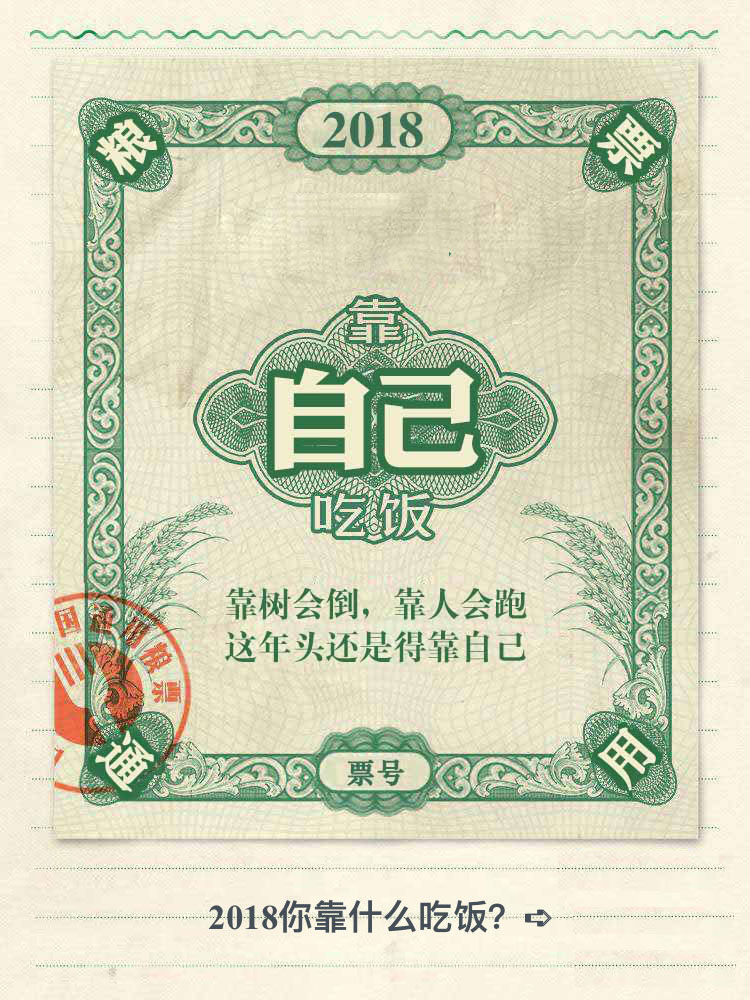 2018
粮 票
靠
自己
吃饭
靠树会倒，靠人会跑
这年头还是得靠自己
国 粮票
通 用
票号
2018你靠什么吃饭？➪